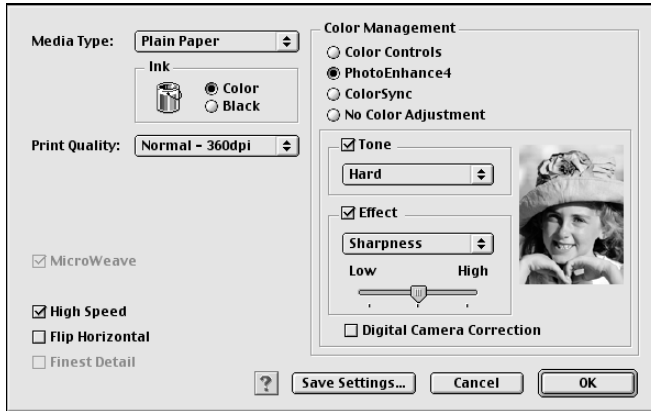 Media Type: Plain Paper
Ink
Color
Black
Print Quality: Normal - 360dpi
MicroWeave
High Speed
Flip Horizontal
Finest Detail
Color Management
Color Controls
PhotoEnhance4
ColorSync
No Color Adjustment
Tone
Hard
Effect
Sharpness
Low High
Digital Camera Correction
? Save Settings... Cancel OK